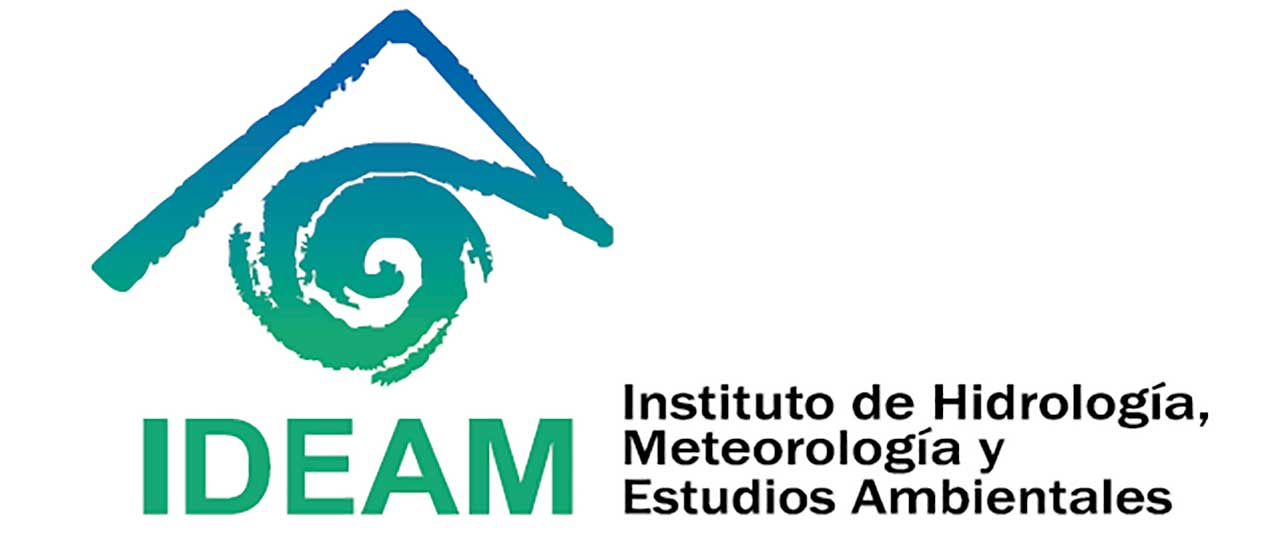 IDEAM
Instituto de Hidrología,
Meteorología y
Estudios Ambientales